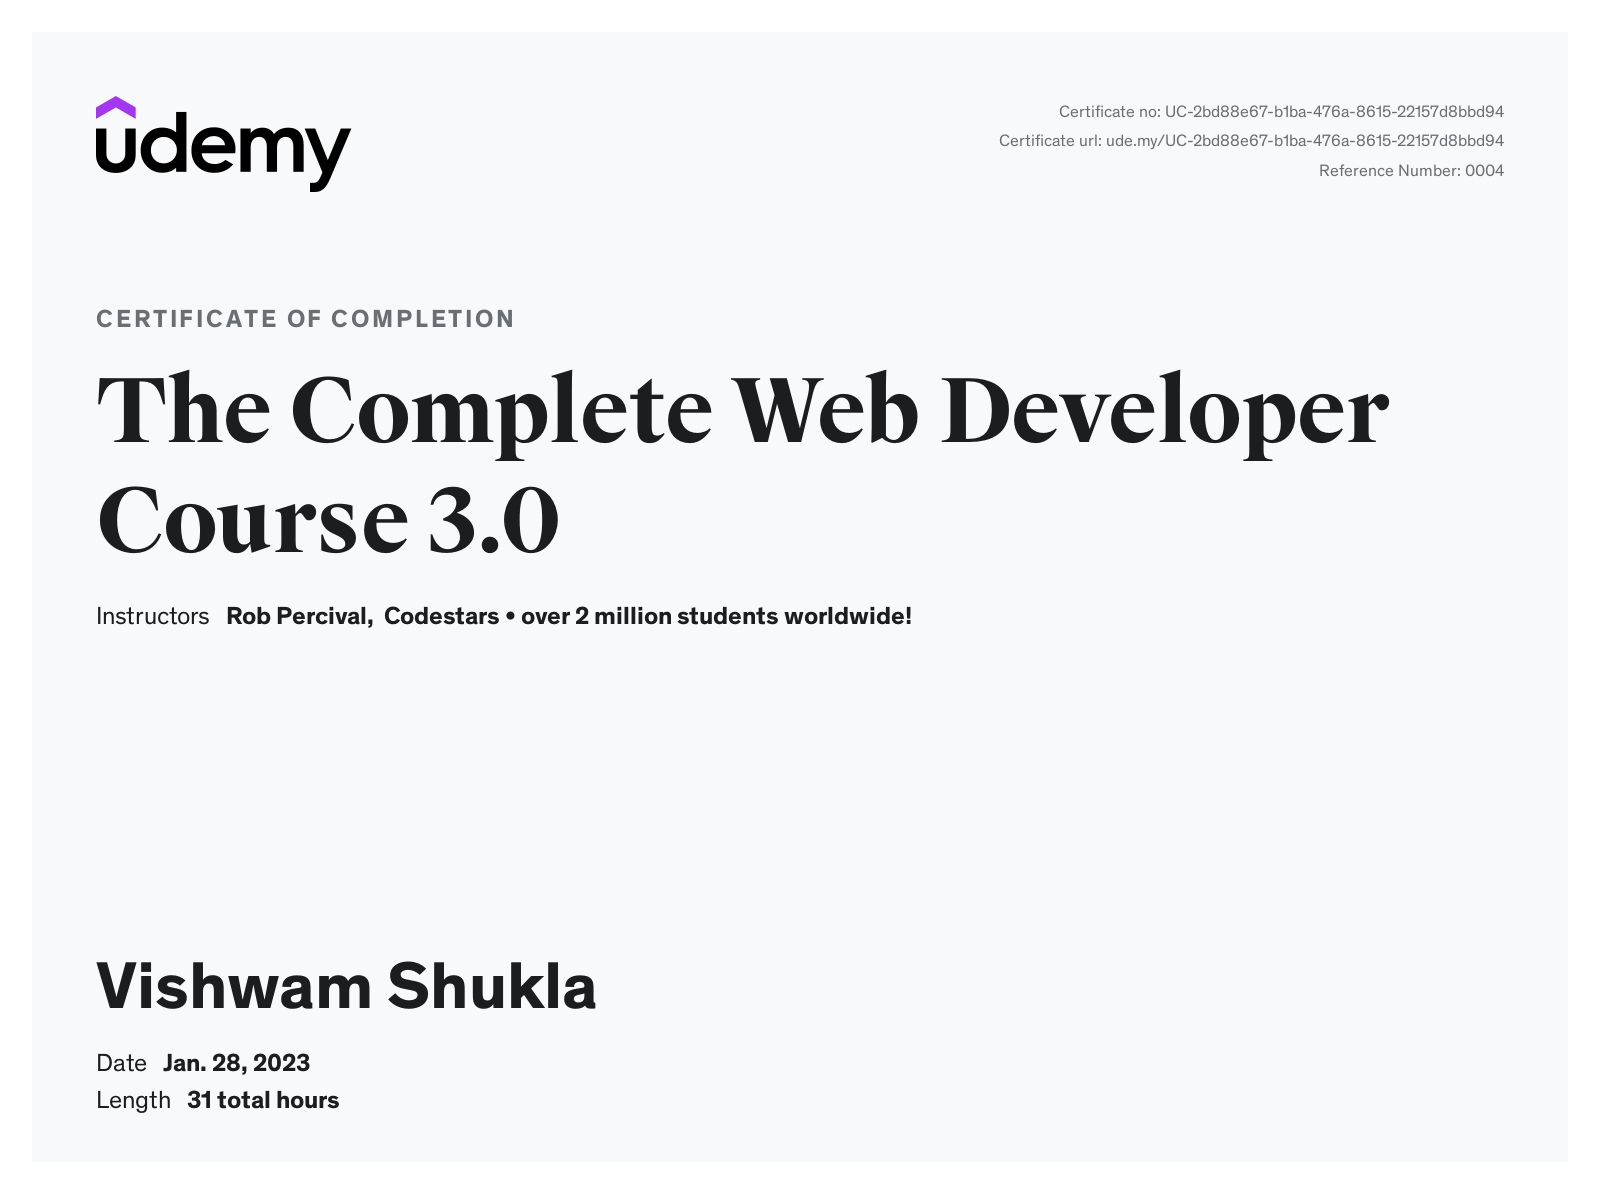 udemy
Certificate no: UC-2bd88e67-b1ba-476a-8615-22157d8bbd94
Certificate url: ude.my/UC-2bd88e67-b1ba-476a-8615-22157d8bbd94
Reference Number: 0004
CERTIFICATE OF COMPLETION
The Complete Web Developer
Course 3.0
Instructors Rob Percival, Codestars • over 2 million students worldwide!
Vishwam Shukla
Date Jan. 28, 2023
Length 31 total hours